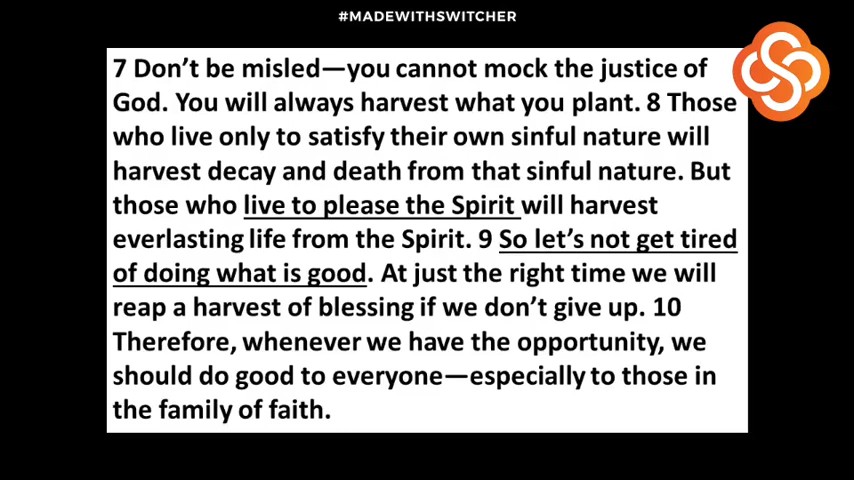 #MADEWITHSWITCHER
7 Don’t be misled—you cannot mock the justice of
God. You will always harvest what you plant. 8 Those
who live only to satisfy their own sinful nature will
harvest decay and death from that sinful nature. But
those who live to please the Spirit will harvest
everlasting life from the Spirit. 9 So let’s not get tired
of doing what is good. At just the right time we will
reap a harvest of blessing if we don’t give up. 10
Therefore, whenever we have the opportunity, we
should do good to everyone—especially to those in
the family of faith.